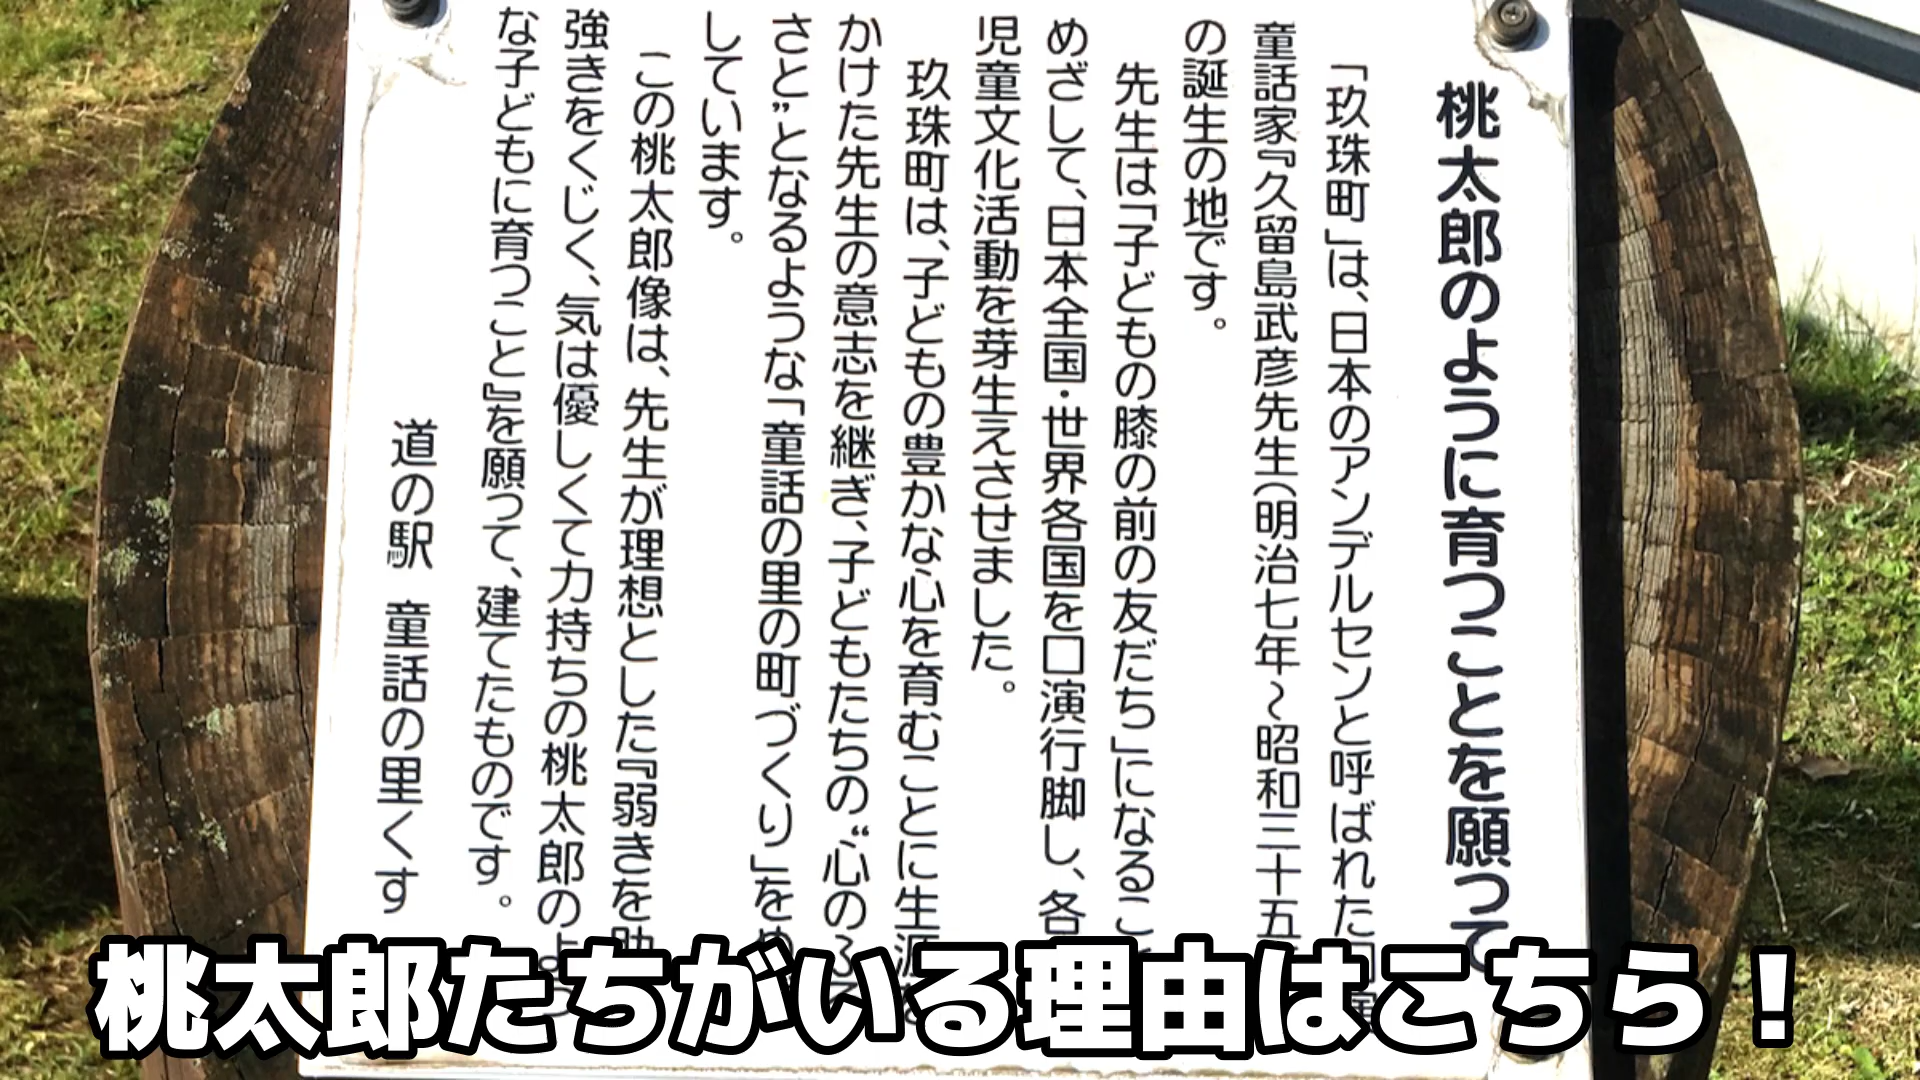 桃太郎のように育つことを願って
「玖珠町」は、日本のアンデルセンと呼ばれた
童話家『久留島武彦先生(明治七年～昭和三十五
の誕生の地です。
先生は「子どもの膝の前の友だち」になるこ
めざして、日本全国・世界各国を口演行脚し、各
児童文化活動を芽生えさせました。
玖珠町は、子どもの豊かな心を育むことに生涯
かけた先生の意志を継ぎ、子どもたちの“心のふ
さと”となるような「童話の里の町づくり」をめ
しています。
この桃太郎像は、先生が理想とした『弱きを助
強きをくじく、気は優しくて力持ちの桃太郎のよ
な子どもに育つこと』を願って、建てたものです。
道の駅 童話の里くす
桃太郎たちがいる理由はこちら！